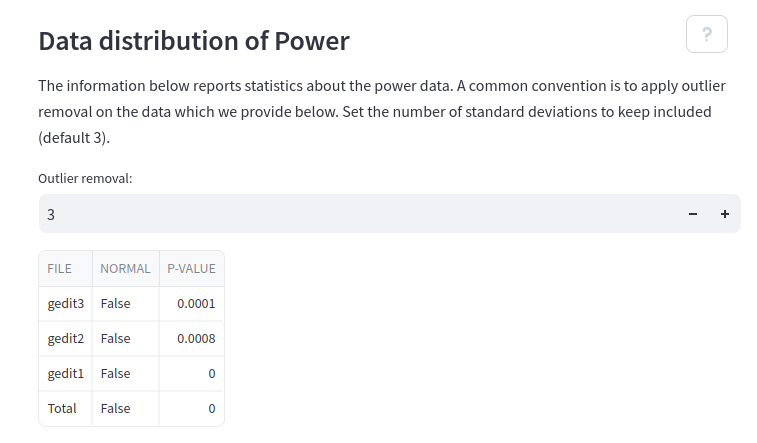 Data distribution of Power
?
The information below reports statistics about the power data. A common convention is to apply outlier
removal on the data which we provide below. Set the number of standard deviations to keep included
(default 3).
Outlier removal:
3 − +
FILE NORMAL P-VALUE
gedit3 False 0.0001
gedit2 False 0.0008
gedit1 False 0
Total False 0